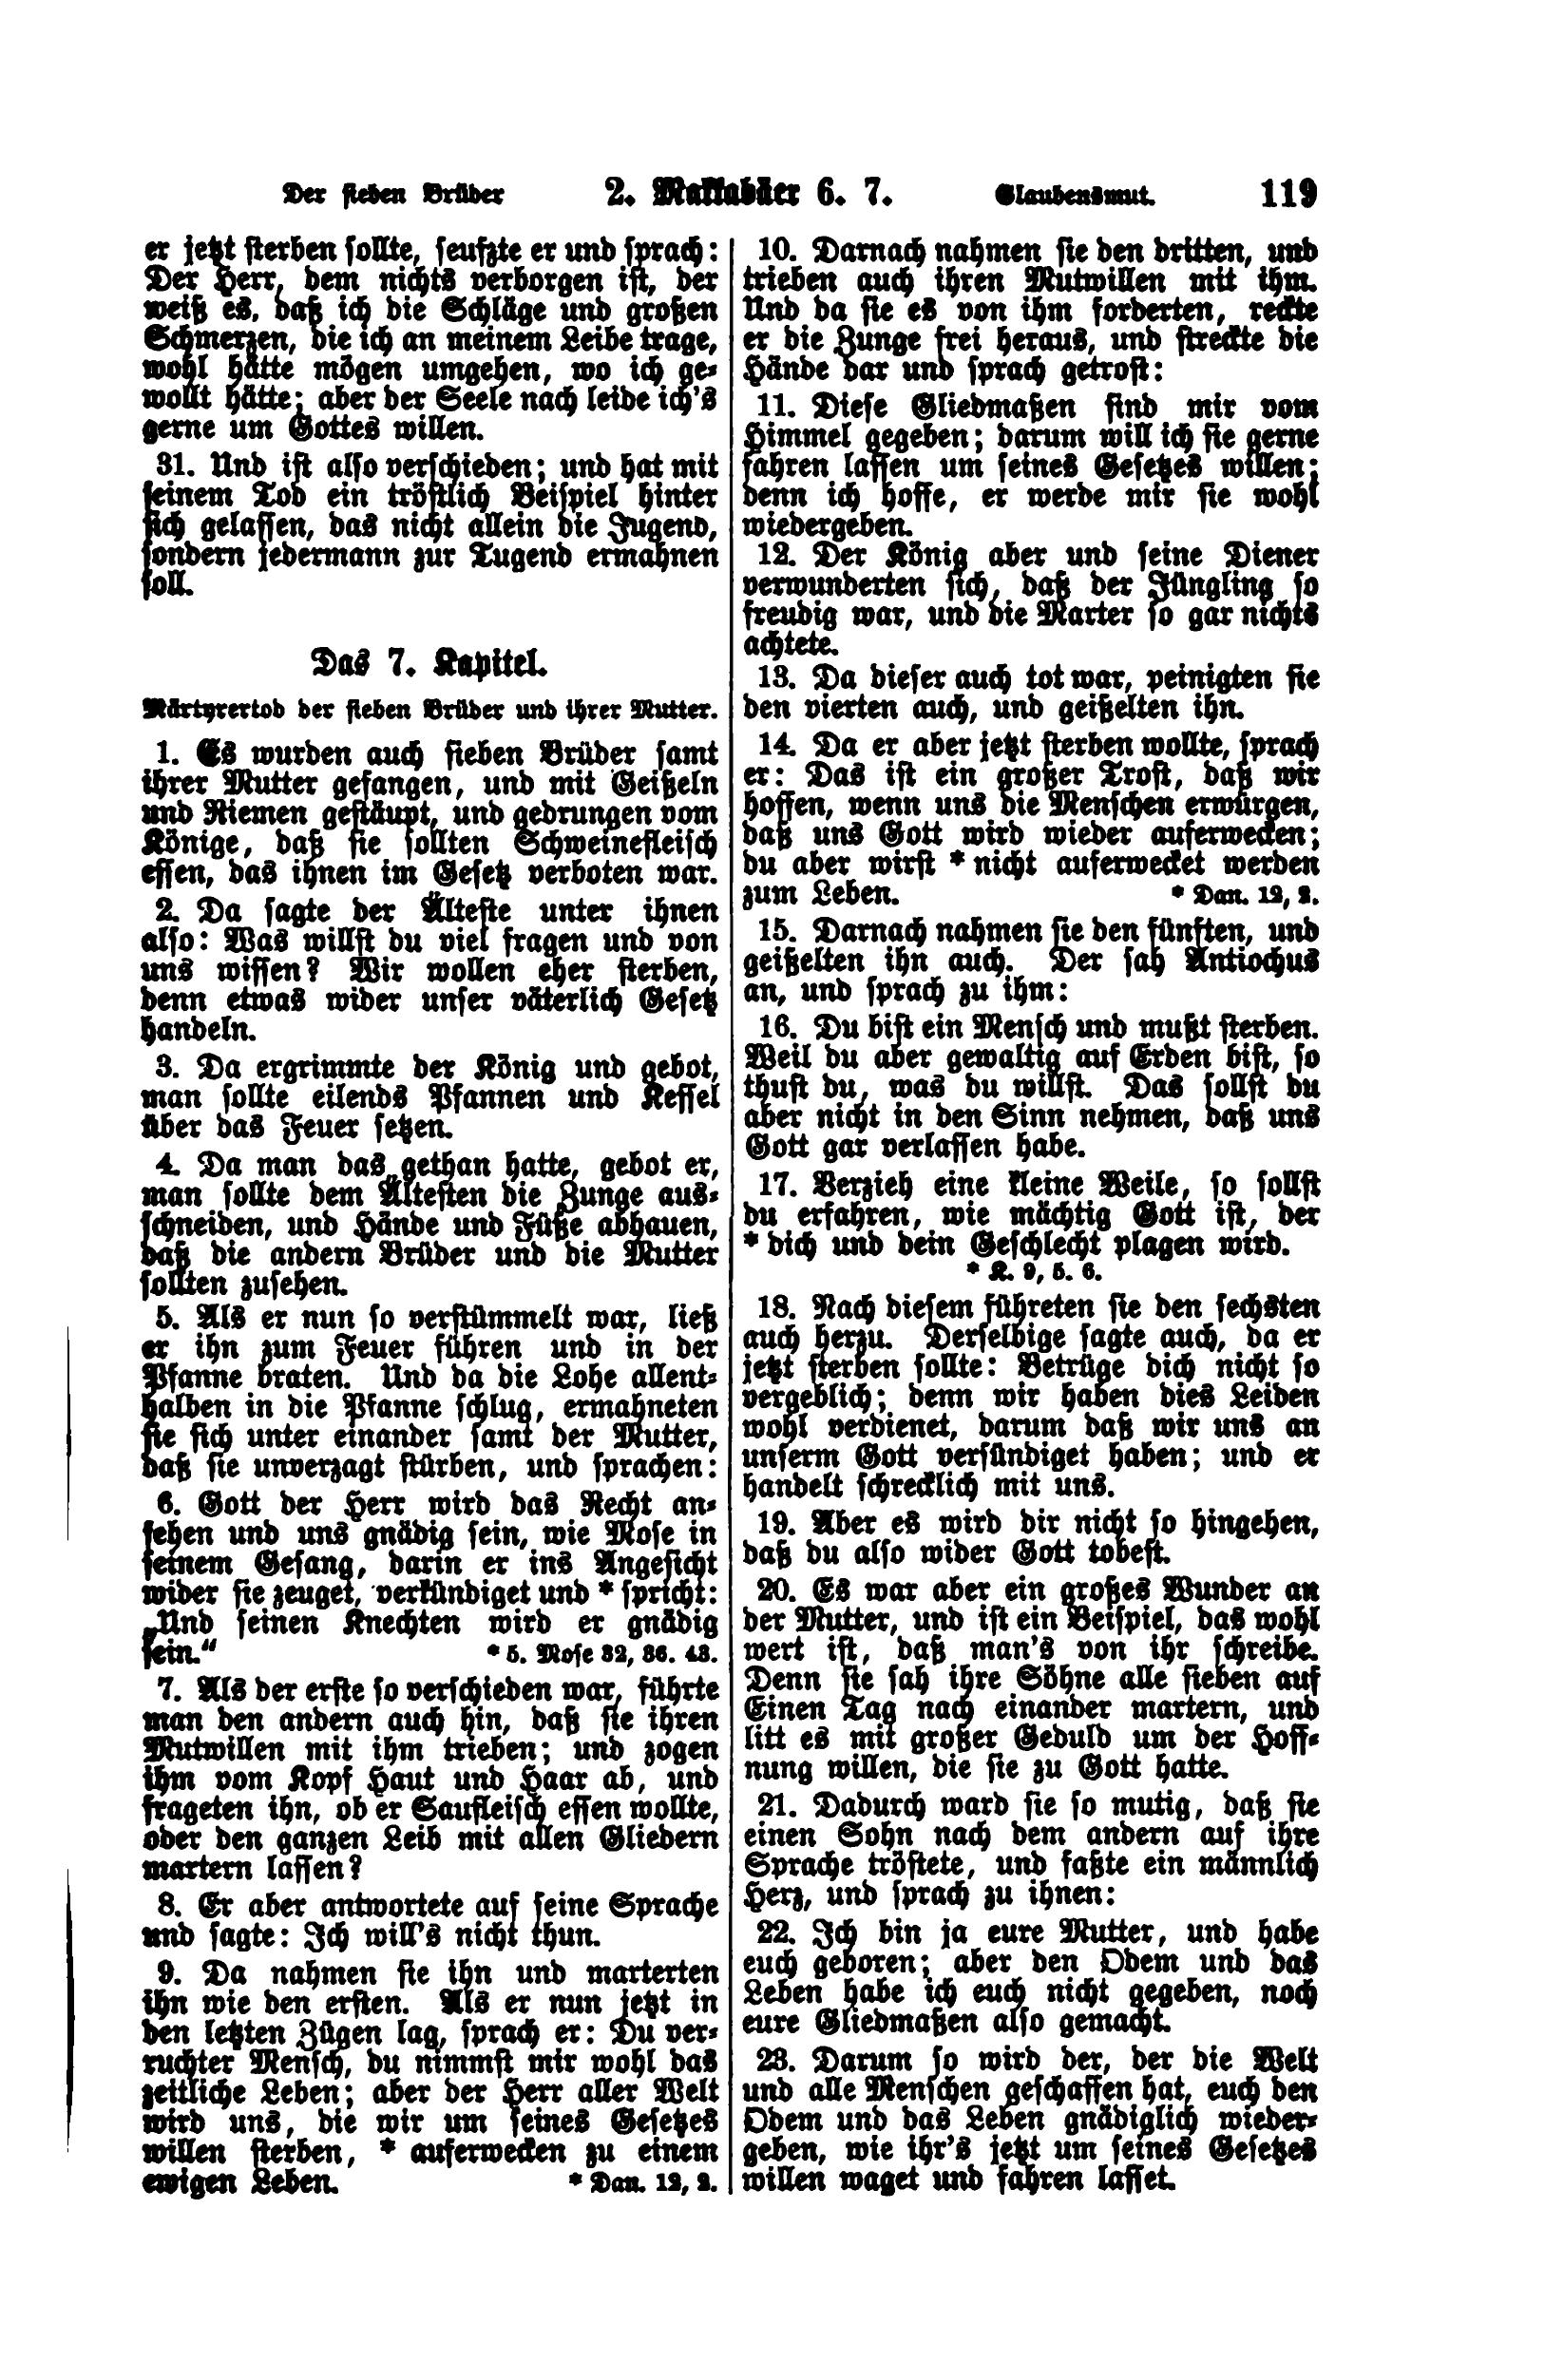 Der sieben Brüder 2. Makkabäer 6. 7. Glaubensmut. 119
er jetzt sterben sollte, seufzte er und sprach:
Der Herr, dem nichts verborgen ist, der
weiß es, daß ich die Schläge und großen
Schmerzen, die ich an meinem Leibe trage,
wohl hätte mögen umgehen, wo ich ge-
wollt hätte; aber der Seele nach leide ich's
gerne um Gottes willen.
31. Und ist also verschieden; und hat mit
seinem Tod ein tröstlich Beispiel hinter
sich gelassen, das nicht allein die Jugend,
sondern jedermann zur Tugend ermahnen
soll.
Das 7. Kapitel.
Märtyrertod der sieben Brüder und ihrer Mutter.
1. Es wurden auch sieben Brüder samt
ihrer Mutter gefangen, und mit Geißeln
und Riemen gestäupt, und gedrungen vom
Könige, daß sie sollten Schweinefleisch
essen, das ihnen im Gesetz verboten war.
2. Da sagte der Älteste unter ihnen
also: Was willst du viel fragen und von
uns wissen? Wir wollen eher sterben,
denn etwas wider unser väterlich Gesetz
handeln.
3. Da ergrimmte der König und gebot,
man sollte eilends Pfannen und Kessel
über das Feuer setzen.
4. Da man das gethan hatte, gebot er,
man sollte dem Ältesten die Zunge aus-
schneiden, und Hände und Füße abhauen,
daß die andern Brüder und die Mutter
sollten zusehen.
5. Als er nun so verstümmelt war, ließ
er ihn zum Feuer führen und in der
Pfanne braten. Und da die Lohe allent-
halben in die Pfanne schlug, ermahneten
sie sich unter einander samt der Mutter,
daß sie unverzagt stürben, und sprachen:
6. Gott der Herr wird das Recht an-
sehen und uns gnädig sein, wie Mose in
seinem Gesang, darin er ins Angesicht
wider sie zeuget, verkündiget und * spricht:
„Und seinen Knechten wird er gnädig
sein.“ * 5. Mose 32, 36. 43.
7. Als der erste so verschieden war, führte
man den andern auch hin, daß sie ihren
Mutwillen mit ihm trieben; und zogen
ihm vom Kopf Haut und Haar ab, und
frageten ihn, ob er Saufleisch essen wollte,
oder den ganzen Leib mit allen Gliedern
martern lassen?
8. Er aber antwortete auf seine Sprache
und sagte: Ich will's nicht thun.
9. Da nahmen sie ihn und marterten
ihn wie den ersten. Als er nun jetzt in
den letzten Zügen lag, sprach er: Du ver-
ruchter Mensch, du nimmst mir wohl das
zeitliche Leben; aber der Herr aller Welt
wird uns, die wir um seines Gesetzes
willen sterben, * auferwecken zu einem
ewigen Leben. * Dan. 12, 2.
10. Darnach nahmen sie den dritten, und
trieben auch ihren Mutwillen mit ihm.
Und da sie es von ihm forderten, reckte
er die Zunge frei heraus, und streckte die
Hände dar und sprach getrost:
11. Diese Gliedmaßen sind mir vom
Himmel gegeben; darum will ich sie gerne
fahren lassen um seines Gesetzes willen;
denn ich hoffe, er werde mir sie wohl
wiedergeben.
12. Der König aber und seine Diener
verwunderten sich, daß der Jüngling so
freudig war, und die Marter so gar nichts
achtete.
13. Da dieser auch tot war, peinigten sie
den vierten auch, und geißelten ihn.
14. Da er aber jetzt sterben wollte, sprach
er: Das ist ein großer Trost, daß wir
hoffen, wenn uns die Menschen erwürgen,
daß uns Gott wird wieder auferwecken;
du aber wirst * nicht auferwecket werden
zum Leben. * Dan. 12, 2.
15. Darnach nahmen sie den fünften, und
geißelten ihn auch. Der sah Antiochus
an, und sprach zu ihm:
16. Du bist ein Mensch und mußt sterben.
Weil du aber gewaltig auf Erden bist, so
thust du, was du willst. Das sollst du
aber nicht in den Sinn nehmen, daß uns
Gott gar verlassen habe.
17. Verzieh eine kleine Weile, so sollst
du erfahren, wie mächtig Gott ist, der
* dich und dein Geschlecht plagen wird.
* K. 9, 5. 6.
18. Nach diesem führeten sie den sechsten
auch herzu. Derselbige sagte auch, da er
jetzt sterben sollte: Betrüge dich nicht so
vergeblich; denn wir haben dies Leiden
wohl verdienet, darum daß wir uns an
unserm Gott versündiget haben; und er
handelt schrecklich mit uns.
19. Aber es wird dir nicht so hingehen,
daß du also wider Gott tobest.
20. Es war aber ein großes Wunder an
der Mutter, und ist ein Beispiel, das wohl
wert ist, daß man's von ihr schreibe.
Denn sie sah ihre Söhne alle sieben auf
Einen Tag nach einander martern, und
litt es mit großer Geduld um der Hoff-
nung willen, die sie zu Gott hatte.
21. Dadurch ward sie so mutig, daß sie
einen Sohn nach dem andern auf ihre
Sprache tröstete, und faßte ein männlich
Herz, und sprach zu ihnen:
22. Ich bin ja eure Mutter, und habe
euch geboren; aber den Odem und das
Leben habe ich euch nicht gegeben, noch
eure Gliedmaßen also gemacht.
23. Darum so wird der, der die Welt
und alle Menschen geschaffen hat, euch den
Odem und das Leben gnädiglich wieder-
geben, wie ihr's jetzt um seines Gesetzes
willen waget und fahren lasset.